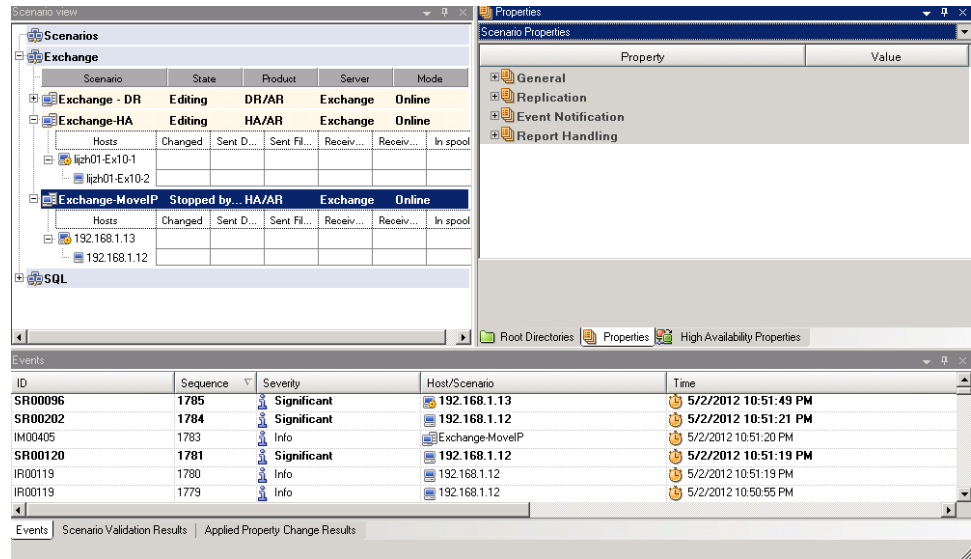 Scenario view
Scenarios
Exchange
Scenario State Product Server Mode
Exchange - DR Editing DR/AR Exchange Online
Exchange-HA Editing HA/AR Exchange Online
Hosts Changed Sent D... Sent Fil... Receiv... Receiv... In spool
lijzh01-Ex10-1
lijzh01-Ex10-2
Exchange-MoveIP Stopped by... HA/AR Exchange Online
Hosts Changed Sent D... Sent Fil... Receiv... Receiv... In spool
192.168.1.13
192.168.1.12
SQL
Properties
Scenario Properties
Property Value
General
Replication
Event Notification
Report Handling
Root Directories Properties High Availability Properties
Events
ID Sequence Severity Host/Scenario Time
SR00096 1785 Significant 192.168.1.13 5/2/2012 10:51:49 PM
SR00202 1784 Significant 192.168.1.12 5/2/2012 10:51:21 PM
IM00405 1783 Info Exchange-MoveIP 5/2/2012 10:51:20 PM
SR00120 1781 Significant 192.168.1.12 5/2/2012 10:51:19 PM
IR00119 1780 Info 192.168.1.12 5/2/2012 10:51:19 PM
IR00119 1779 Info 192.168.1.12 5/2/2012 10:50:55 PM
Events Scenario Validation Results Applied Property Change Results